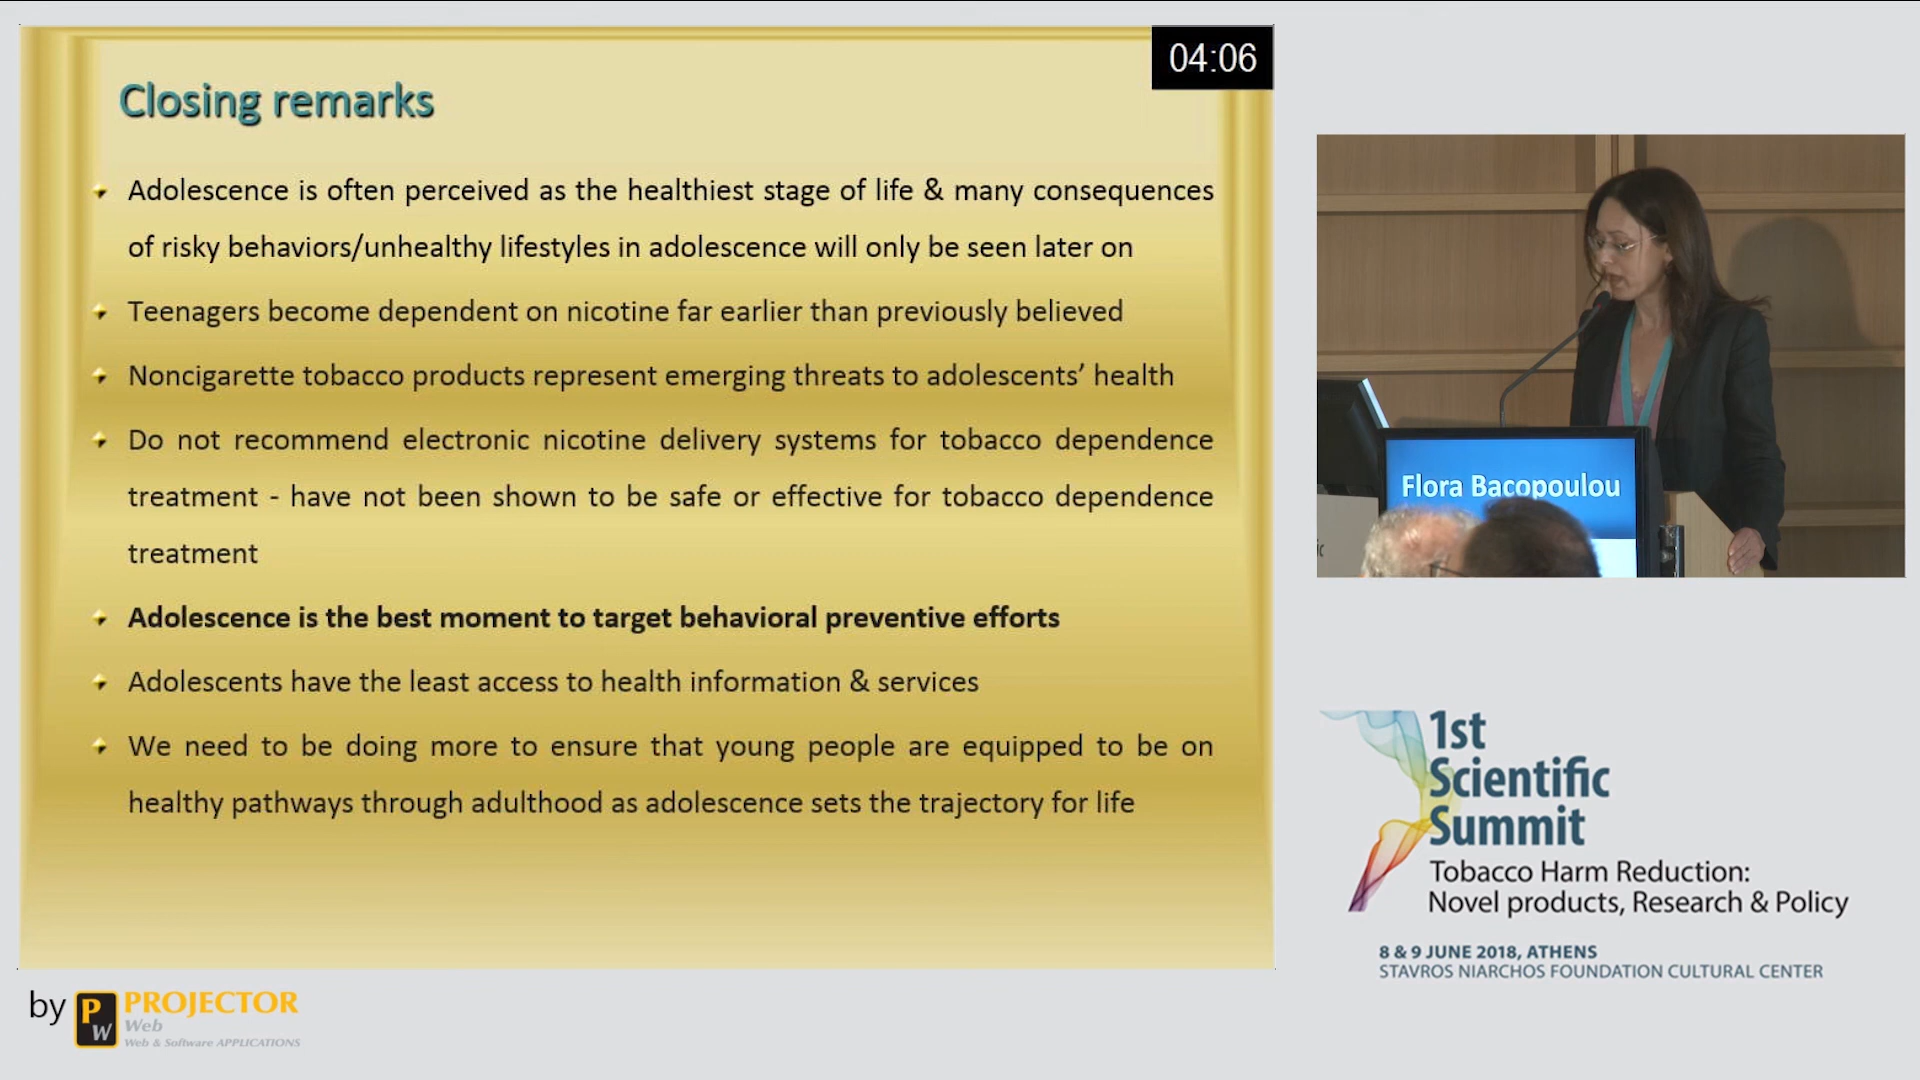 04:06
Closing remarks
Adolescence is often perceived as the healthiest stage of life & many consequences
of risky behaviors/unhealthy lifestyles in adolescence will only be seen later on
Teenagers become dependent on nicotine far earlier than previously believed
Noncigarette tobacco products represent emerging threats to adolescents’ health
Do not recommend electronic nicotine delivery systems for tobacco dependence
treatment - have not been shown to be safe or effective for tobacco dependence
treatment
Adolescence is the best moment to target behavioral preventive efforts
Adolescents have the least access to health information & services
We need to be doing more to ensure that young people are equipped to be on
healthy pathways through adulthood as adolescence sets the trajectory for life
Flora Bacopoulou
1st
Scientific
Summit
Tobacco Harm Reduction:
Novel products, Research & Policy
8 & 9 JUNE 2018, ATHENS
STAVROS NIARCHOS FOUNDATION CULTURAL CENTER
by PW PROJECTOR
Web
Web & Software APPLICATIONS